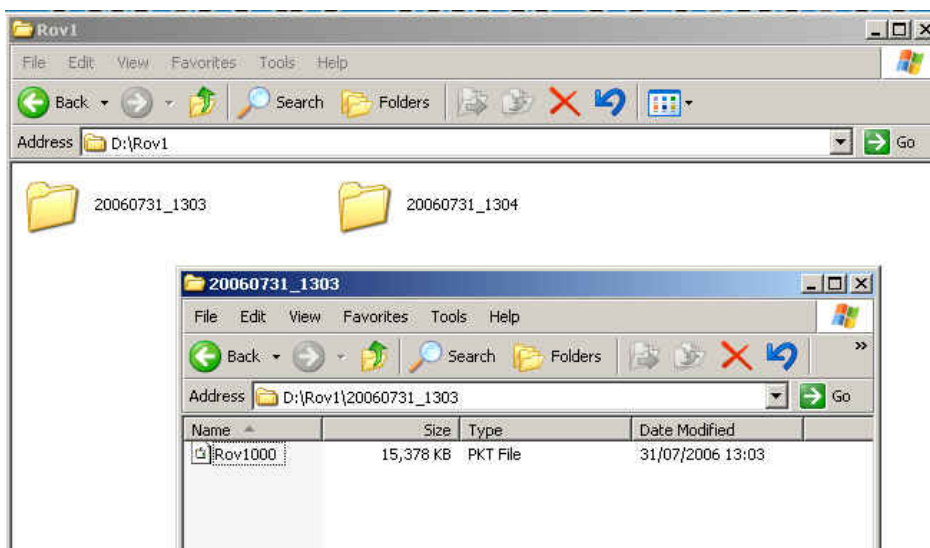 Rov1
File Edit View Favorites Tools Help
Back Search Folders
Address D:\Rov1 Go
20060731_1303 20060731_1304
20060731_1303
File Edit View Favorites Tools Help
Back Search Folders »
Address D:\Rov1\20060731_1303 Go
Name Size Type Date Modified
Rov1000 15,378 KB PKT File 31/07/2006 13:03